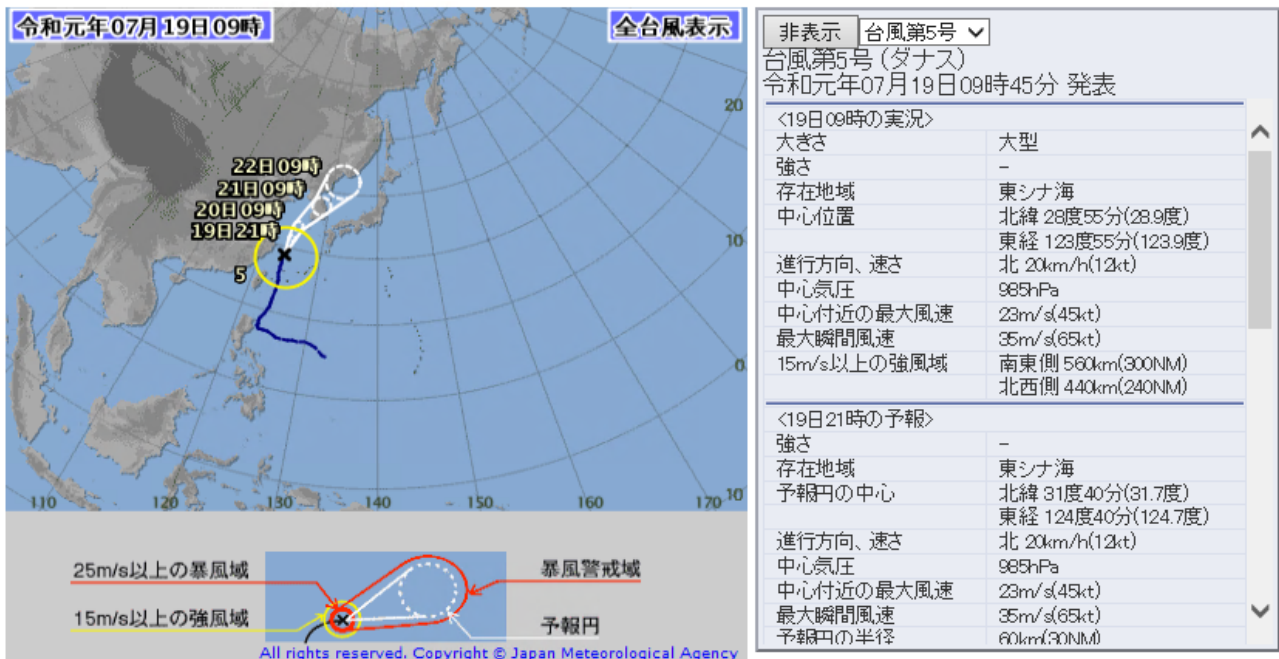 令和元年07月19日09時
全台風表示
20
10
0
10
22日09時
21日09時
20日09時
19日21時
5
110
120
130
140
150
160
170
25m/s以上の暴風域
暴風警戒域
15m/s以上の強風域
予報円
All rights reserved. Copyright © Japan Meteorological Agency
非表示 台風第5号
台風第5号 (ダナス)
令和元年07月19日09時45分 発表
<19日09時の実況>
大きさ 大型
強さ -
存在地域 東シナ海
中心位置 北緯 28度55分(28.9度)
東経 123度55分(123.9度)
進行方向、速さ 北 20km/h(12kt)
中心気圧 985hPa
中心付近の最大風速 23m/s(45kt)
最大瞬間風速 35m/s(65kt)
15m/s以上の強風域 南東側 560km(300NM)
北西側 440km(240NM)
<19日21時の予報>
強さ -
存在地域 東シナ海
予報円の中心 北緯 31度40分(31.7度)
東経 124度40分(124.7度)
進行方向、速さ 北 20km/h(12kt)
中心気圧 985hPa
中心付近の最大風速 23m/s(45kt)
最大瞬間風速 35m/s(65kt)
予報円の半径 60km(30NM)